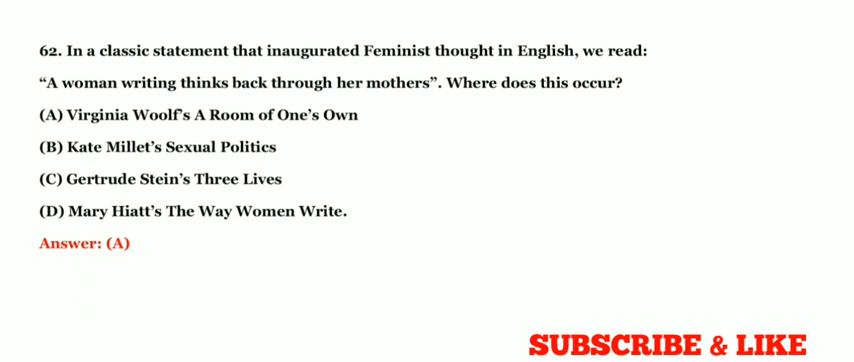 62. In a classic statement that inaugurated Feminist thought in English, we read:
“A woman writing thinks back through her mothers”. Where does this occur?
(A) Virginia Woolf’s A Room of One’s Own
(B) Kate Millet’s Sexual Politics
(C) Gertrude Stein’s Three Lives
(D) Mary Hiatt’s The Way Women Write.
Answer: (A)
SUBSCRIBE & LIKE